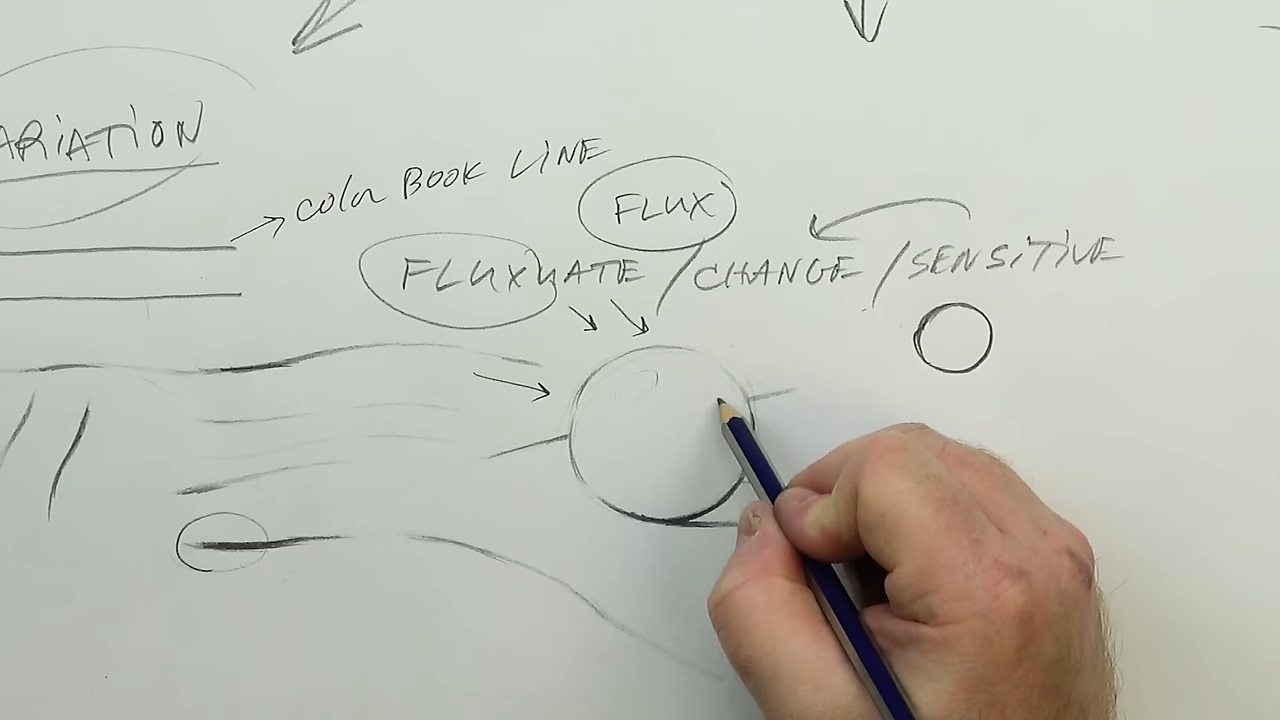 ARiATiON
Color BOOK LiNE
FLUX
FLUXUATE / CHANGE / SENSiTiVE